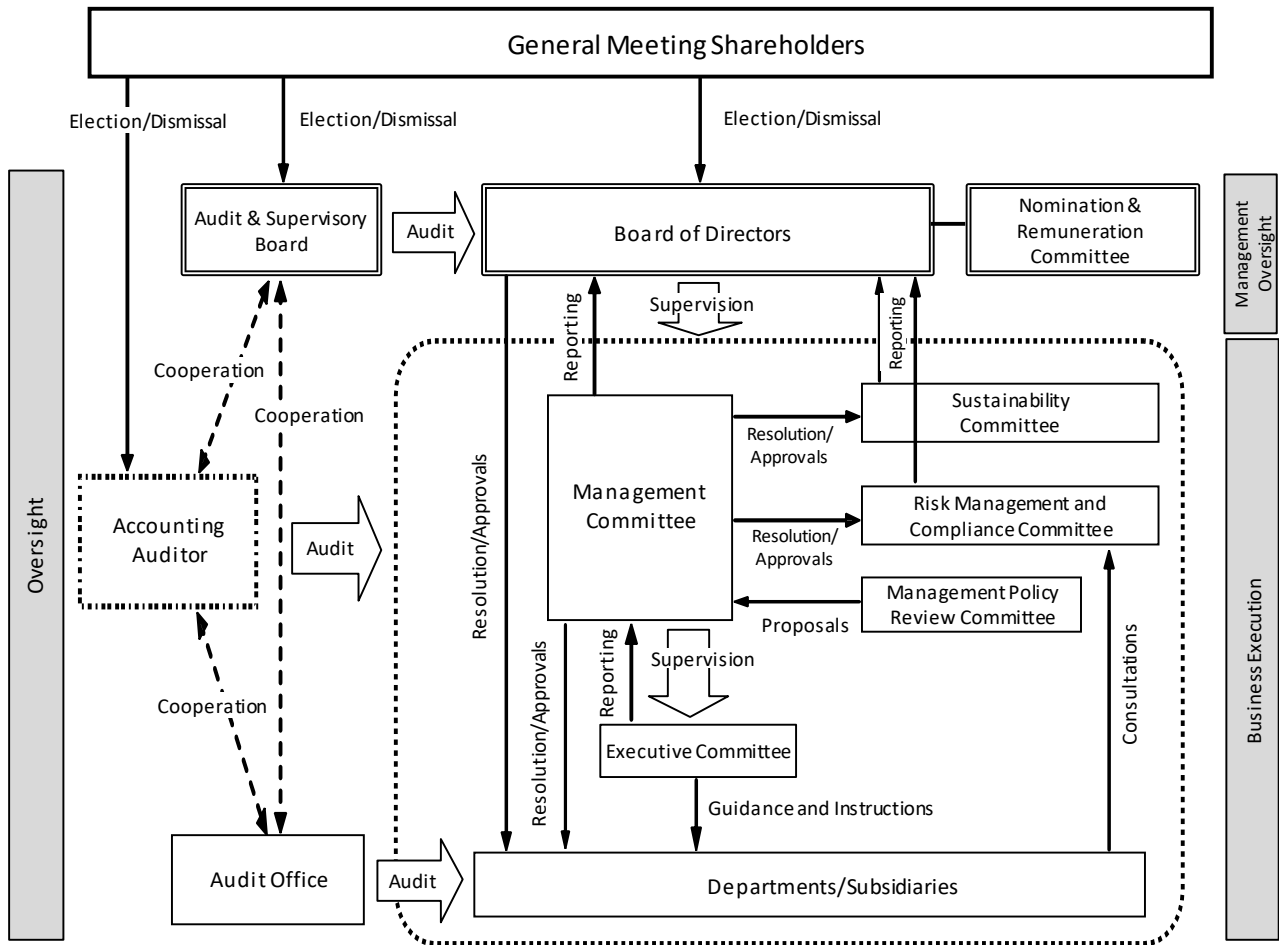 General Meeting Shareholders
Election/Dismissal
Election/Dismissal
Election/Dismissal
Oversight
Audit & Supervisory
Board
Audit
Board of Directors
Nomination &
Remuneration
Committee
Management
Oversight
Reporting
Supervision
Reporting
Cooperation
Cooperation
Resolution/Approvals
Management
Committee
Resolution/
Approvals
Sustainability
Committee
Accounting
Auditor
Audit
Resolution/
Approvals
Risk Management and
Compliance Committee
Proposals
Management Policy
Review Committee
Business Execution
Cooperation
Resolution/Approvals
Reporting
Supervision
Consultations
Executive Committee
Guidance and Instructions
Audit Office
Audit
Departments/Subsidiaries